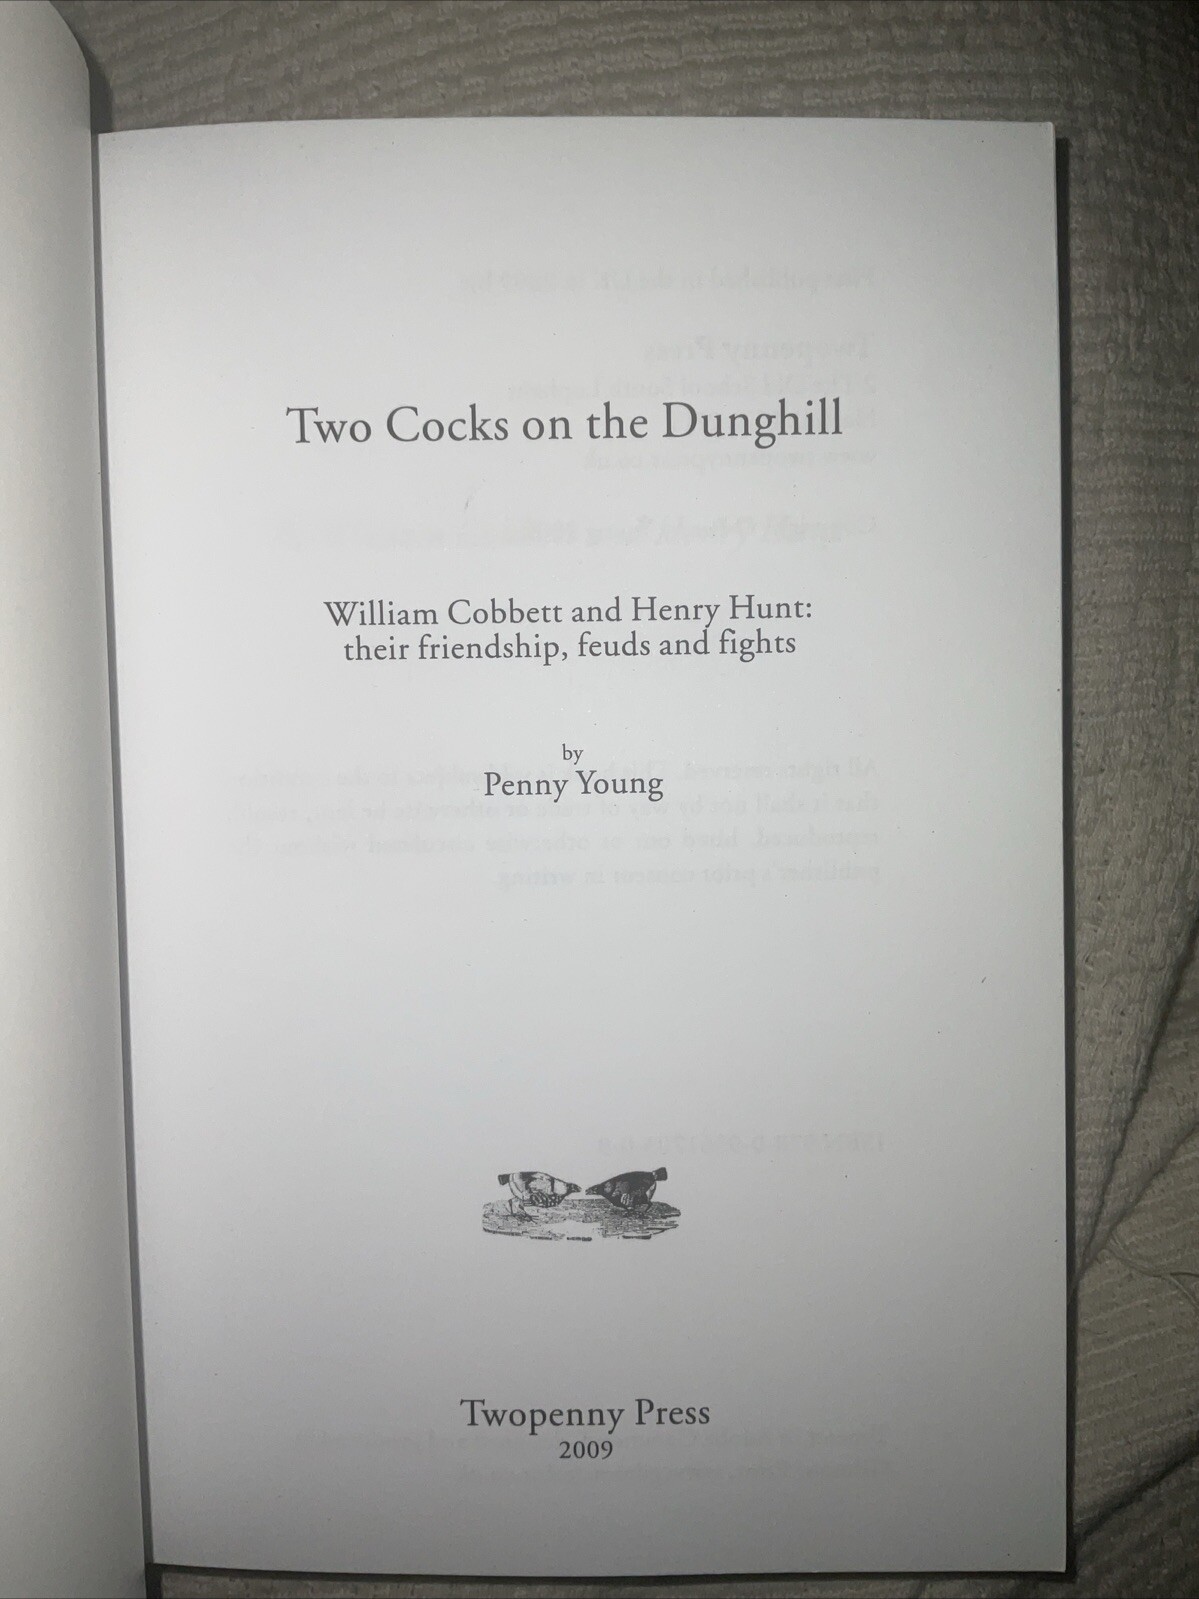 Two Cocks on the Dunghill
William Cobbett and Henry Hunt:
their friendship, feuds and fights
by
Penny Young
Twopenny Press
2009